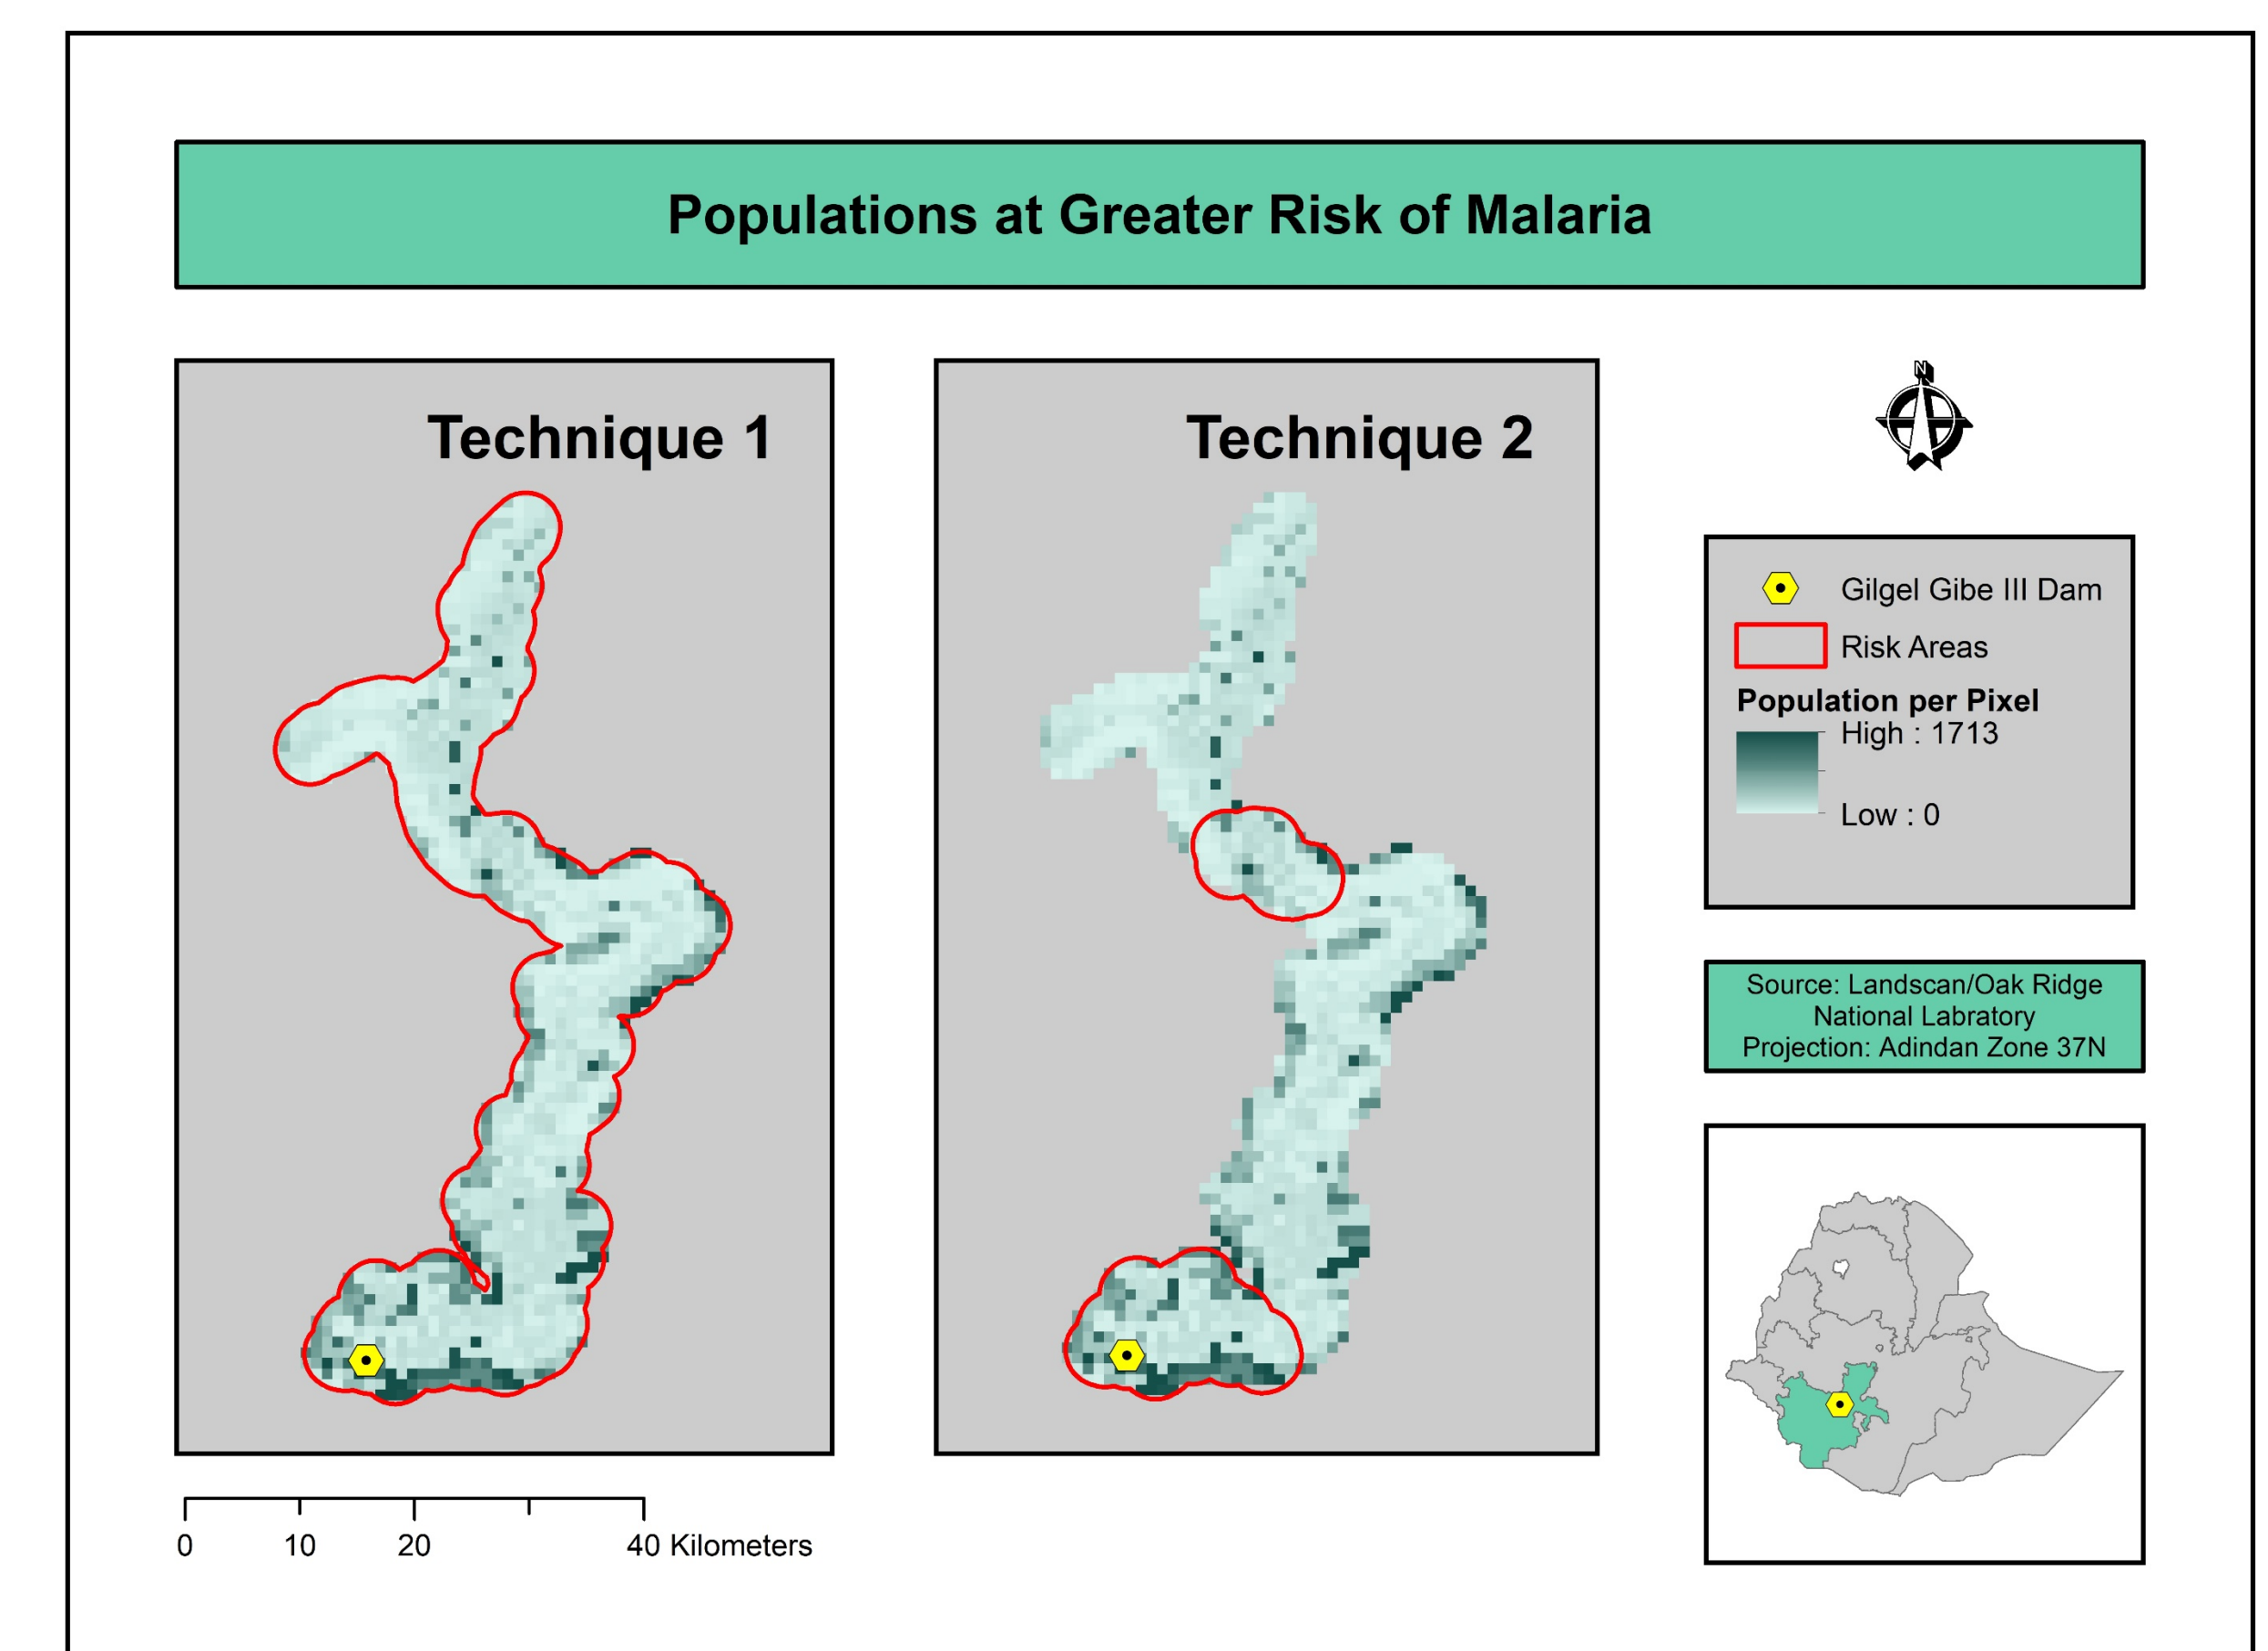 Populations at Greater Risk of Malaria
Technique 1
Technique 2
N
Gilgel Gibe III Dam
Risk Areas
Population per Pixel
High : 1713
Low : 0
Source: Landscan/Oak Ridge
National Labratory
Projection: Adindan Zone 37N
0 10 20 40 Kilometers